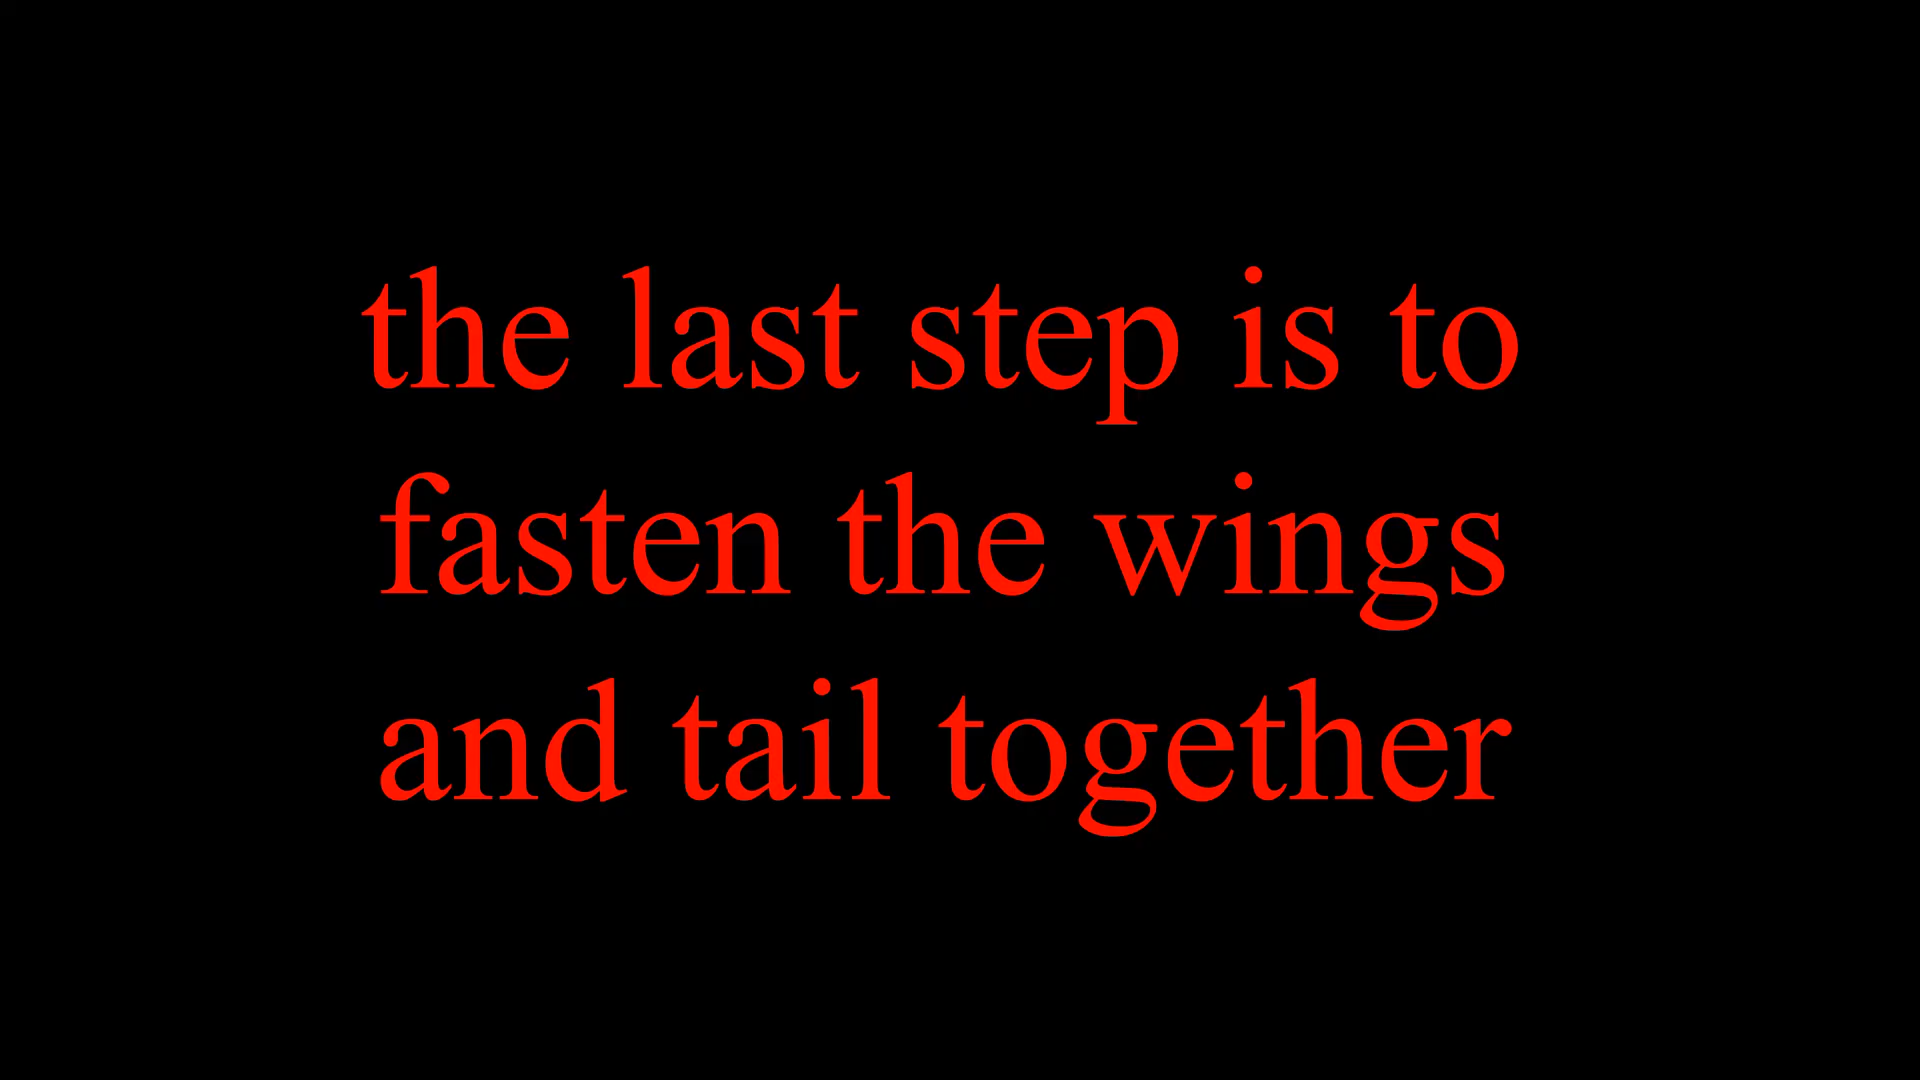 the last step is to
fasten the wings
and tail together